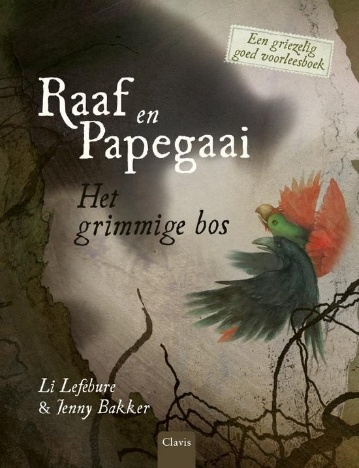 Een griezelig
goed voorleesboek
Raaf en
Papegaai
Het
grimmige bos
Li Lefébure
& Jenny Bakker
Clavis